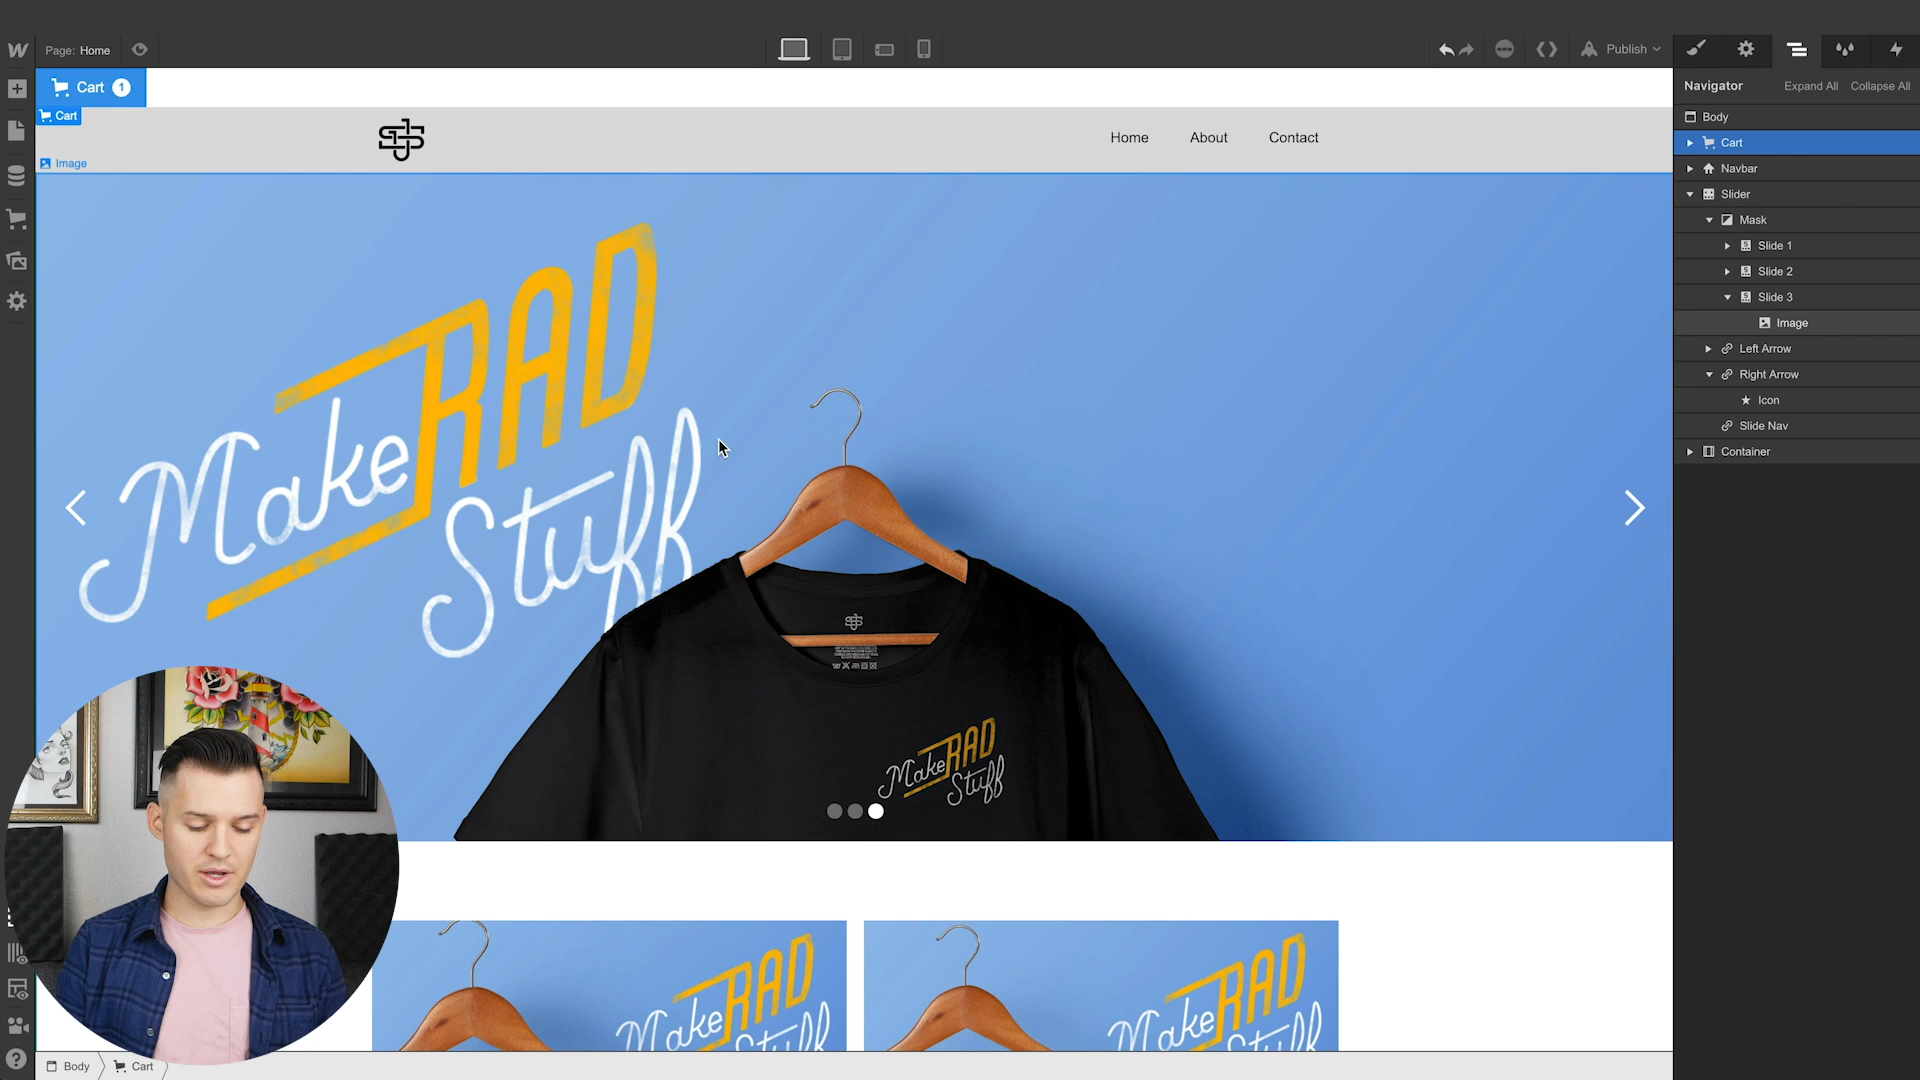 Page: Home
Publish
Cart 1
Cart
Home
About
Contact
Image
Make RAD
Stuff
Make RAD
Stuff
Make RAD
Stuff
Make RAD
Stuff
Body
Cart
Navigator
Expand All
Collapse All
Body
Cart
Navbar
Slider
Mask
Slide 1
Slide 2
Slide 3
Image
Left Arrow
Right Arrow
Icon
Slide Nav
Container